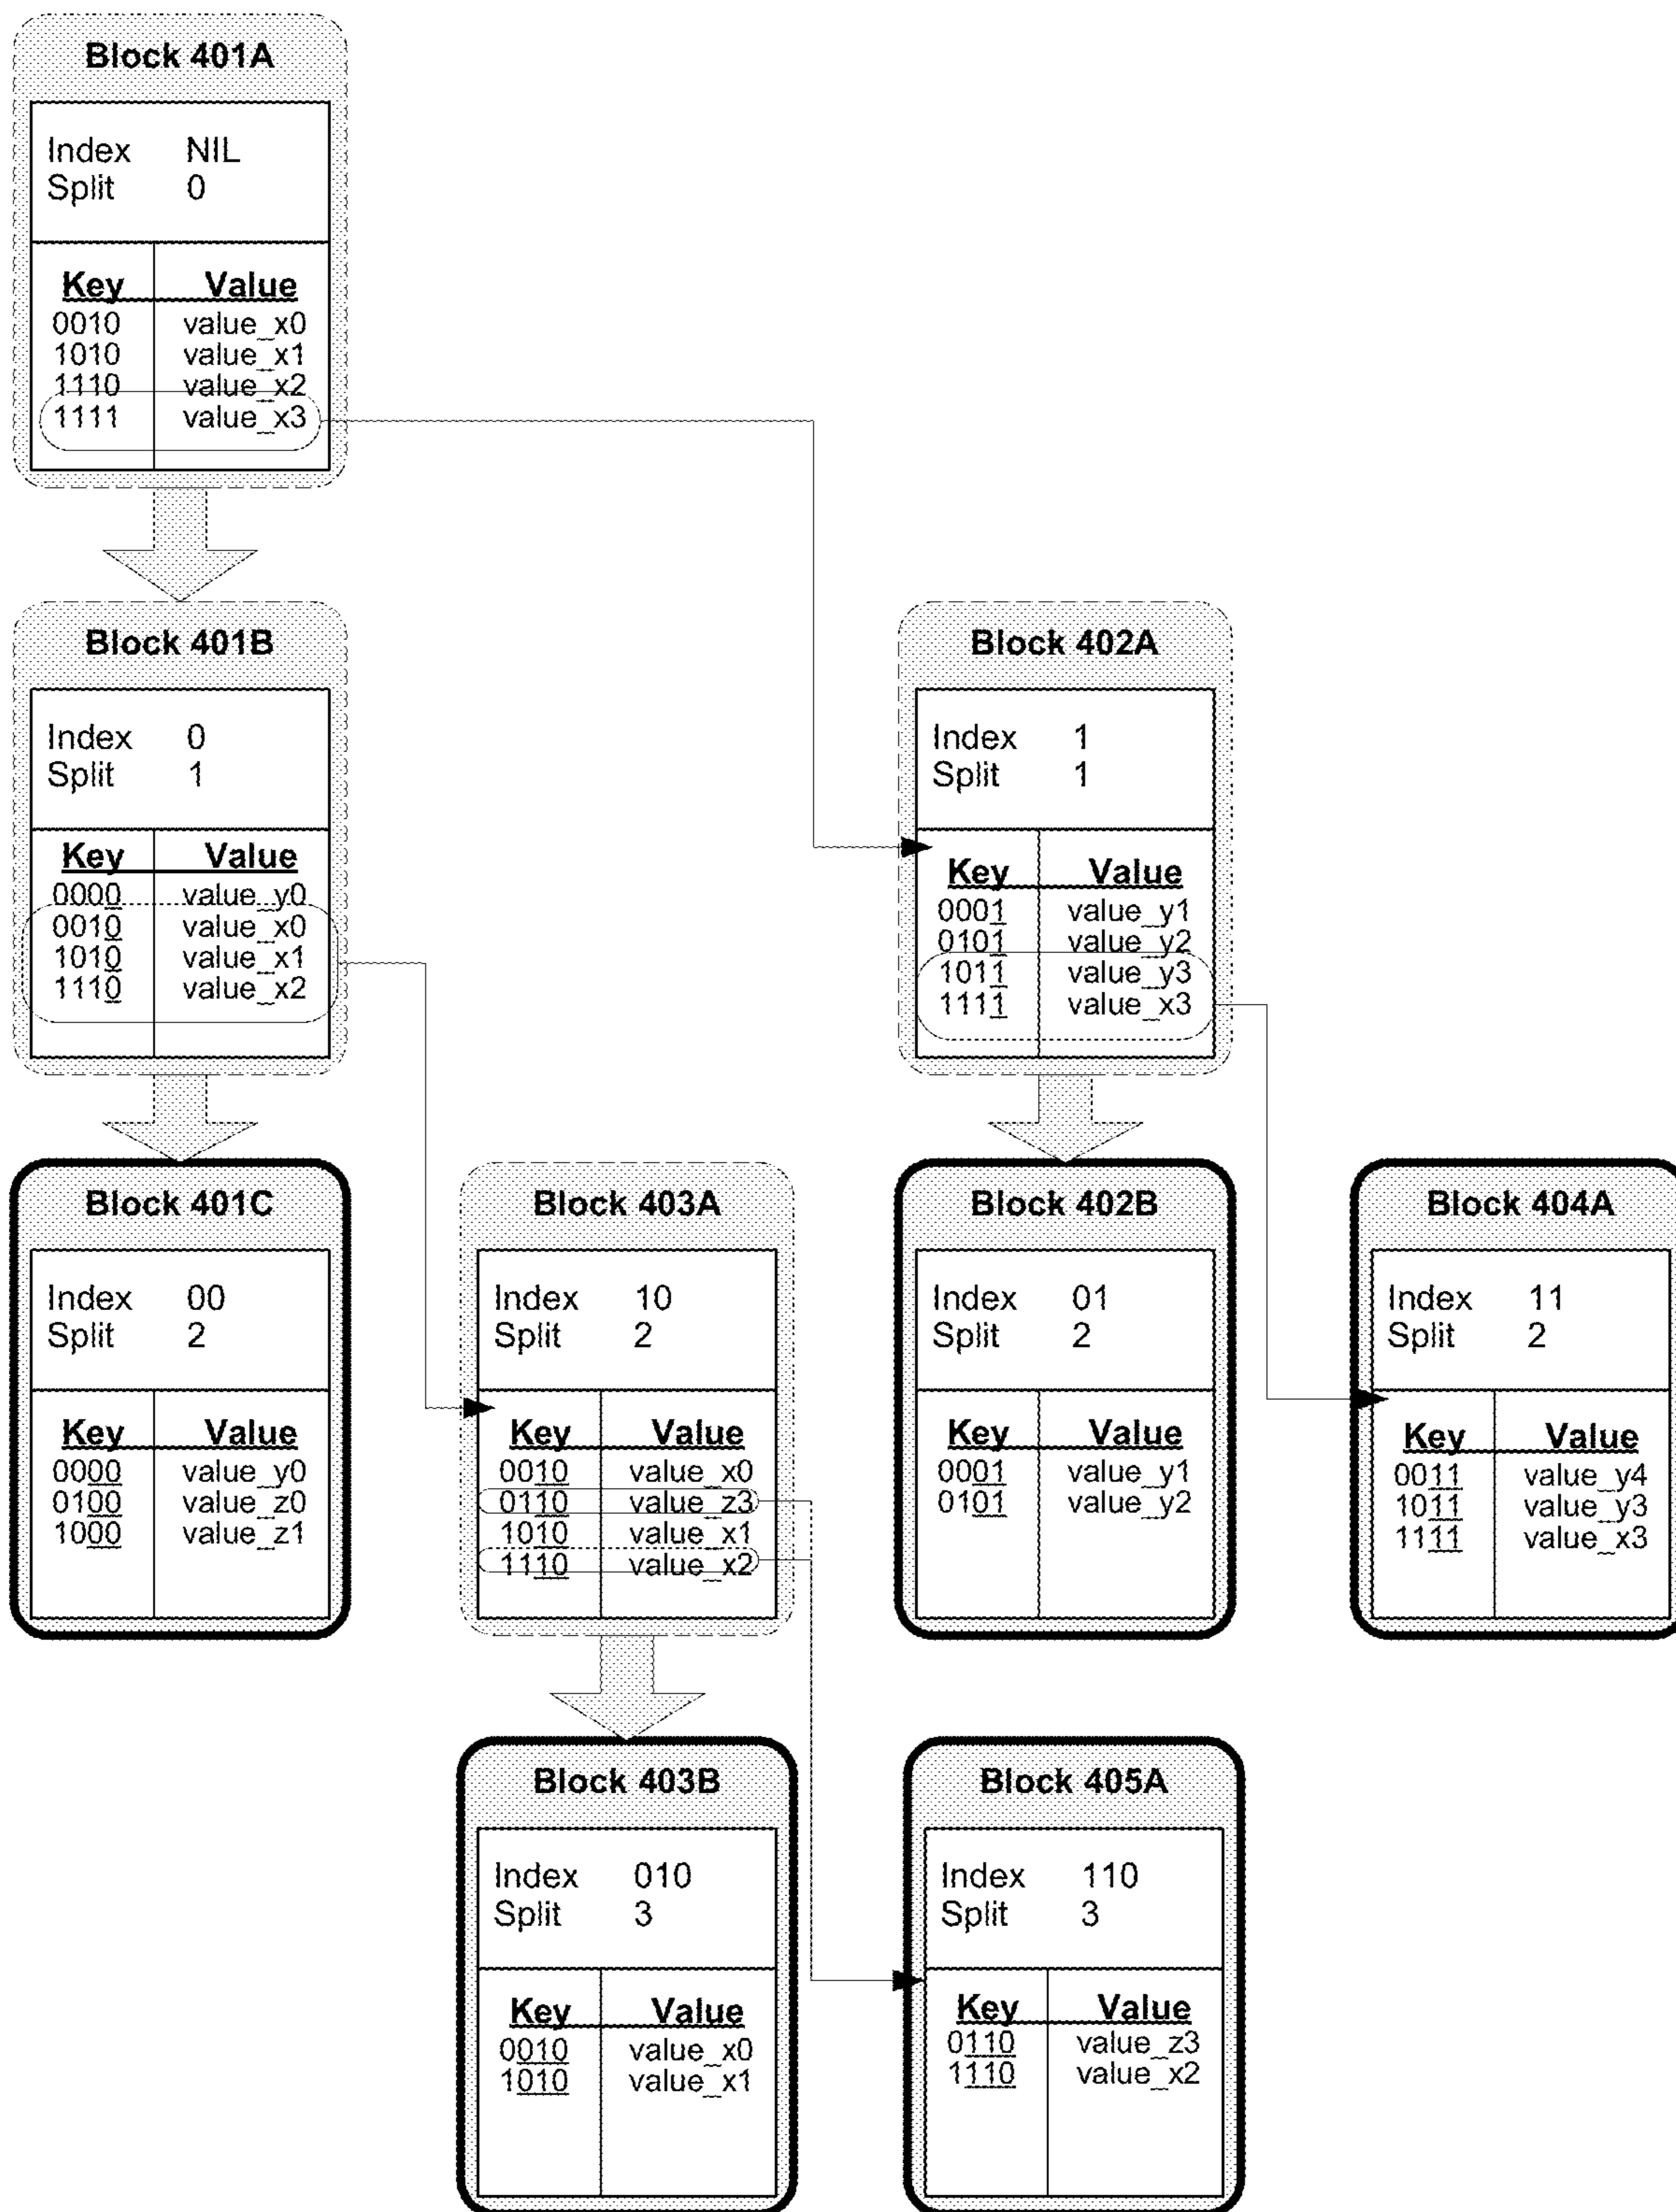 Block 401A
Index NIL
Split 0
Key Value
0010 value_x0
1010 value_x1
1110 value_x2
1111 value_x3
Block 401B
Index 0
Split 1
Key Value
0000 value_y0
0010 value_x0
1010 value_x1
1110 value_x2
Block 402A
Index 1
Split 1
Key Value
0001 value_y1
0101 value_y2
1011 value_y3
1111 value_x3
Block 401C
Index 00
Split 2
Key Value
0000 value_y0
0100 value_z0
1000 value_z1
Block 403A
Index 10
Split 2
Key Value
0010 value_x0
0110 value_z3
1010 value_x1
1110 value_x2
Block 402B
Index 01
Split 2
Key Value
0001 value_y1
0101 value_y2
Block 404A
Index 11
Split 2
Key Value
0011 value_y4
1011 value_y3
1111 value_x3
Block 403B
Index 010
Split 3
Key Value
0010 value_x0
1010 value_x1
Block 405A
Index 110
Split 3
Key Value
0110 value_z3
1110 value_x2